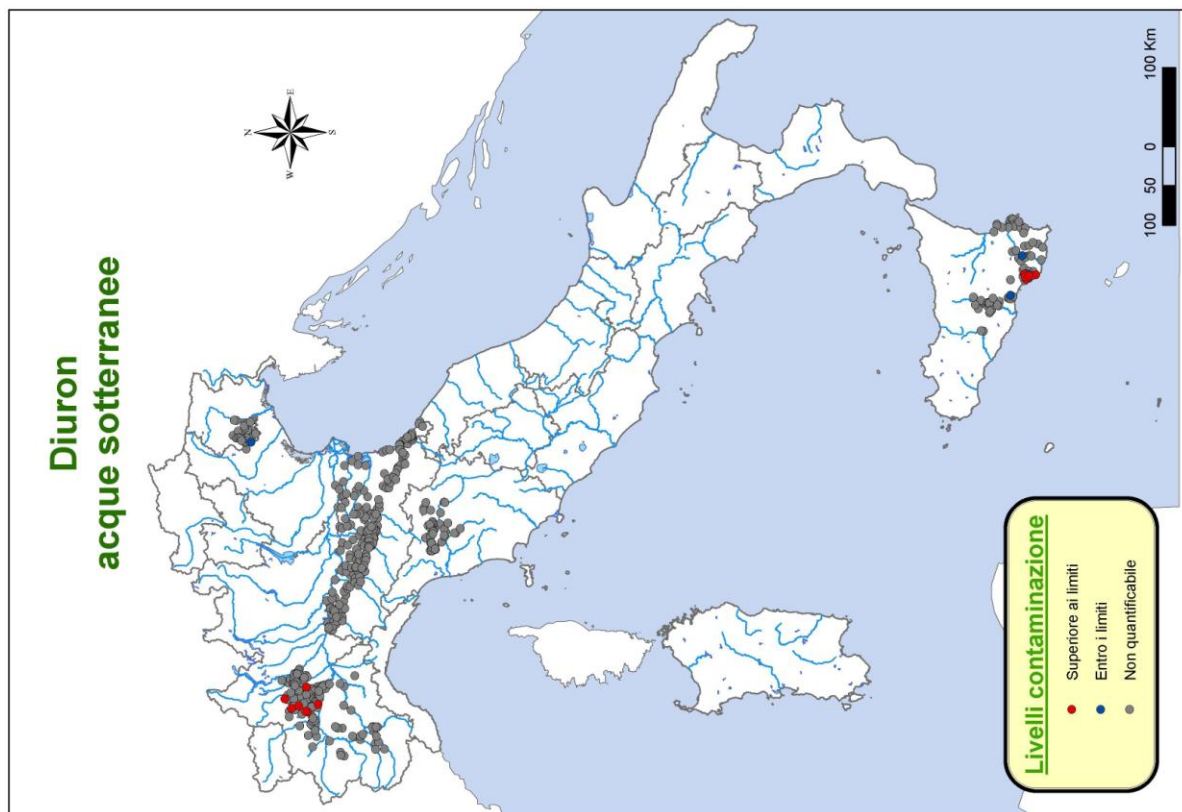 Diuron
acque sotterranee
N
W
E
S
Livelli contaminazione
Superiore ai limiti
Entro i limiti
Non quantificabile
100 50 0 100 Km